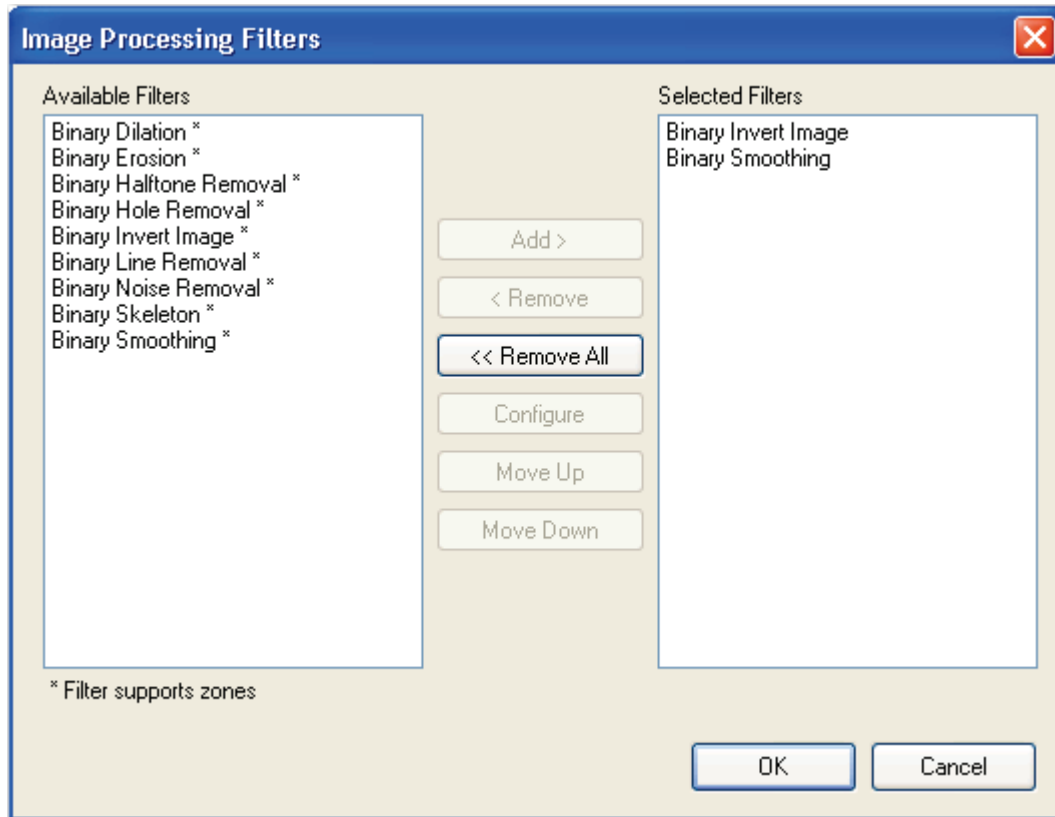 Image Processing Filters
Available Filters
Binary Dilation *
Binary Erosion *
Binary Halftone Removal *
Binary Hole Removal *
Binary Invert Image *
Binary Line Removal *
Binary Noise Removal *
Binary Skeleton *
Binary Smoothing *
* Filter supports zones
Add >
< Remove
<< Remove All
Configure
Move Up
Move Down
Selected Filters
Binary Invert Image
Binary Smoothing
OK
Cancel